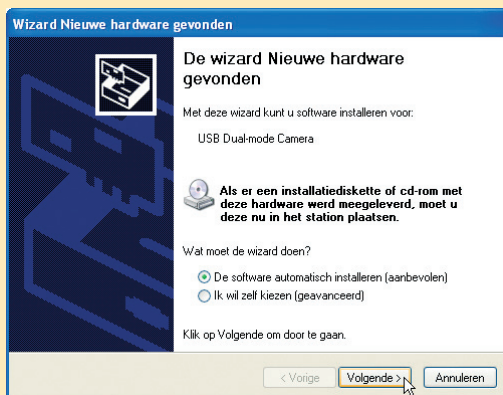 Wizard Nieuwe hardware gevonden
De wizard Nieuwe hardware
gevonden
Met deze wizard kunt u software installeren voor:
USB Dual-mode Camera
Als er een installatiediskette of cd-rom met
deze hardware werd meegeleverd, moet u
deze nu in het station plaatsen.
Wat moet de wizard doen?
De software automatisch installeren (aanbevolen)
Ik wil zelf kiezen (geavanceerd)
Klik op Volgende om door te gaan.
< Vorige
Volgende >
Annuleren